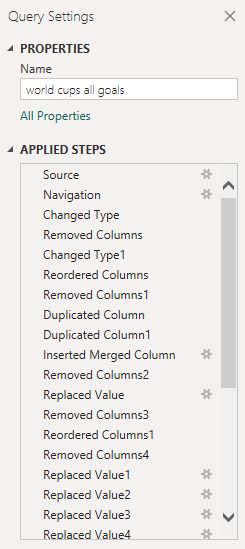 Query Settings
PROPERTIES
Name
world cups all goals
All Properties
APPLIED STEPS
Source
Navigation
Changed Type
Removed Columns
Changed Type1
Reordered Columns
Removed Columns1
Duplicated Column
Duplicated Column1
Inserted Merged Column
Removed Columns2
Replaced Value
Removed Columns3
Reordered Columns1
Removed Columns4
Replaced Value1
Replaced Value2
Replaced Value3
Replaced Value4